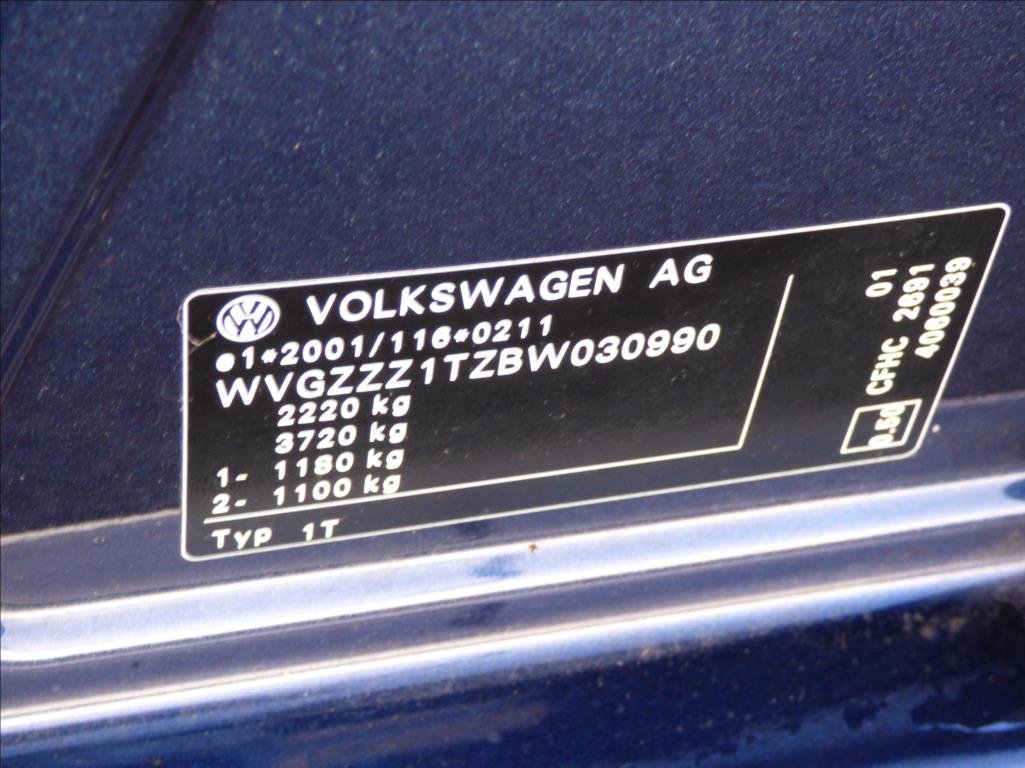 VOLKSWAGEN AG
e1*2001/116*0211
WVGZZZ1TZBW030990
2220 kg
3720 kg
1- 1180 kg
2- 1100 kg
Typ 1T
01
CFHC 2691
4060039
0.50